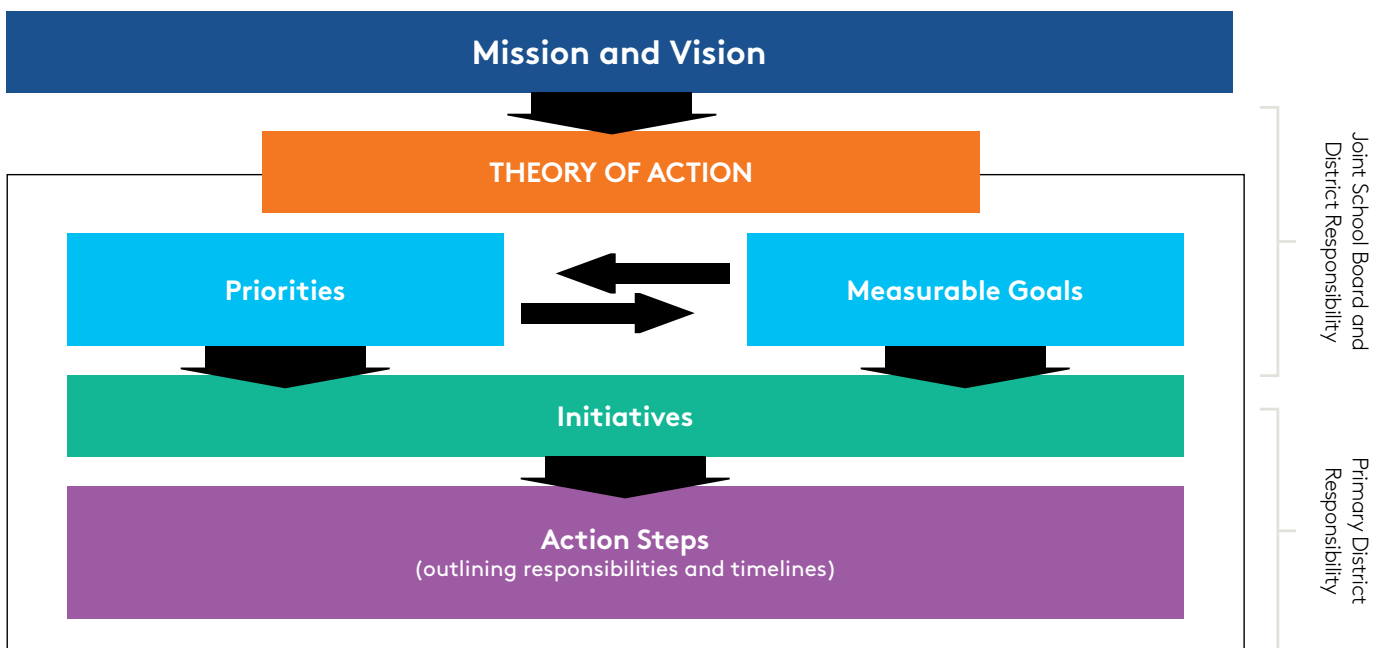 Mission and Vision
THEORY OF ACTION
Priorities
Measurable Goals
Initiatives
Action Steps
(outlining responsibilities and timelines)
Joint School Board and
District Responsibility
Primary District
Responsibility